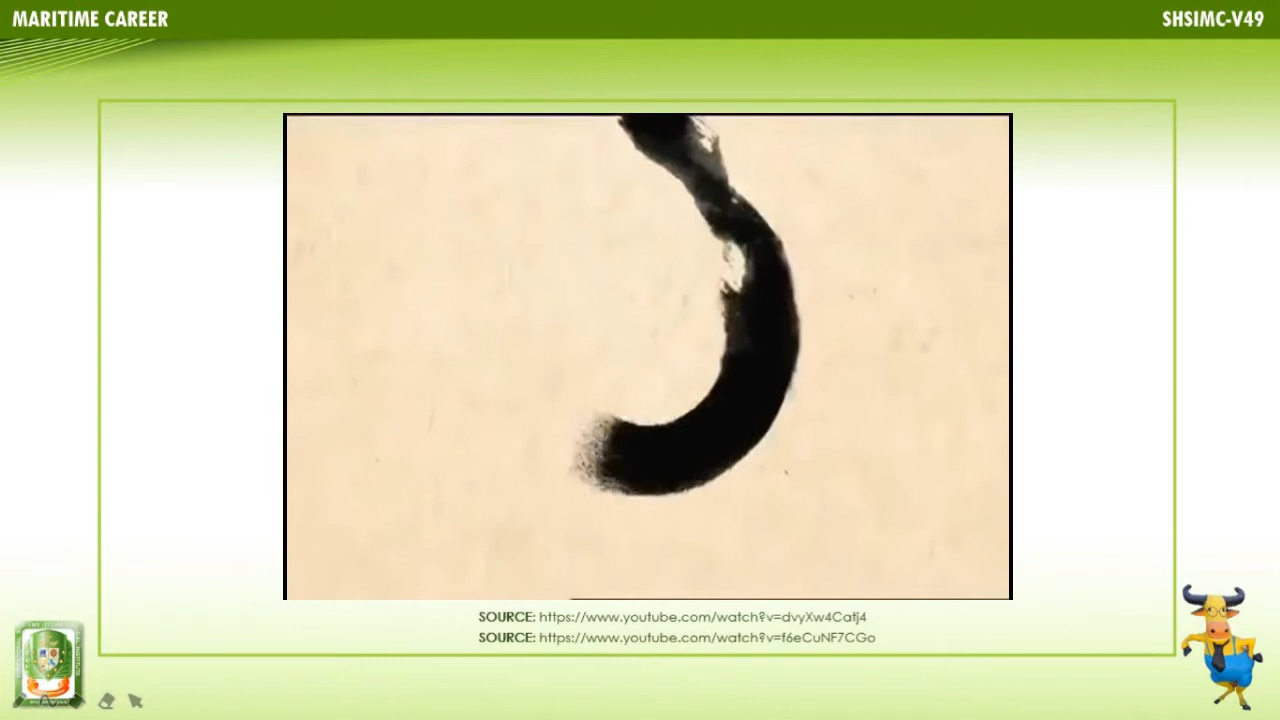 MARITIME CAREER
SHSIMC-V49
SOURCE: https://www.youtube.com/watch?v=dvyXw4Catj4
SOURCE: https://www.youtube.com/watch?v=f6eCuNF7CGo